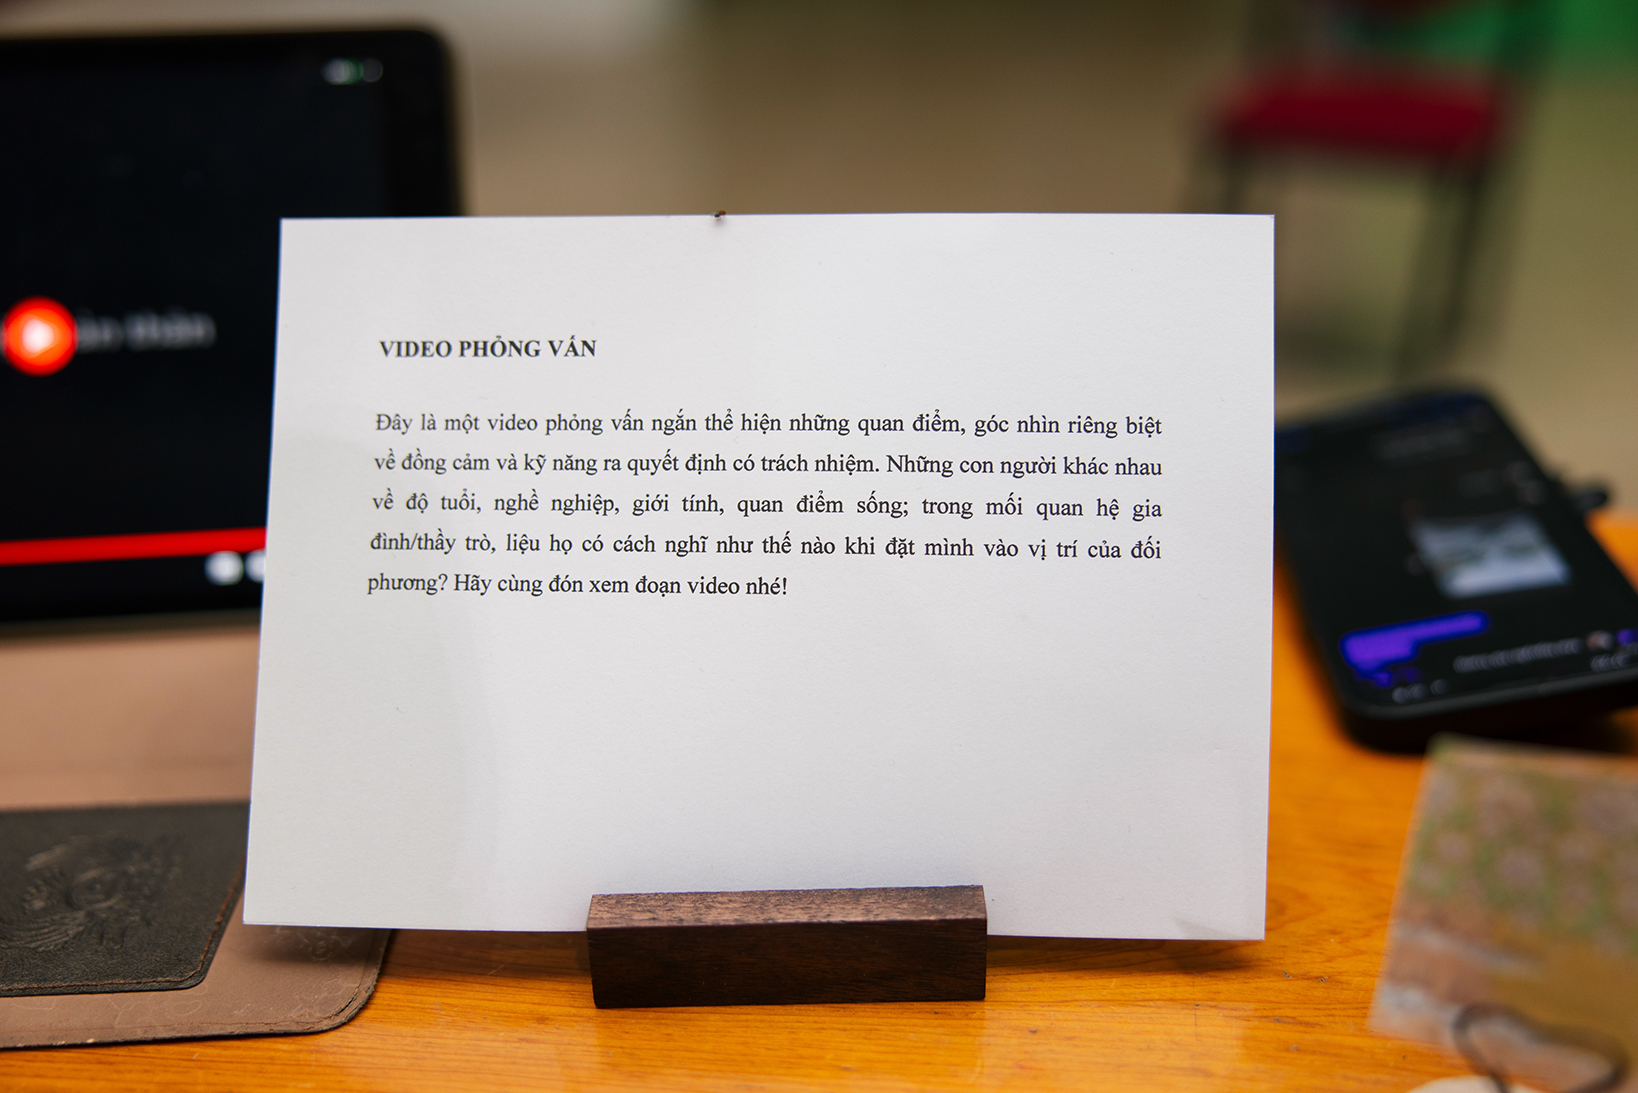 VIDEO PHỎNG VẤN
Đây là một video phỏng vấn ngắn thể hiện những quan điểm, góc nhìn riêng biệt
về đồng cảm và kỹ năng ra quyết định có trách nhiệm. Những con người khác nhau
về độ tuổi, nghề nghiệp, giới tính, quan điểm sống; trong mối quan hệ gia
đình/thầy trò, liệu họ có cách nghĩ như thế nào khi đặt mình vào vị trí của đối
phương? Hãy cùng đón xem đoạn video nhé!